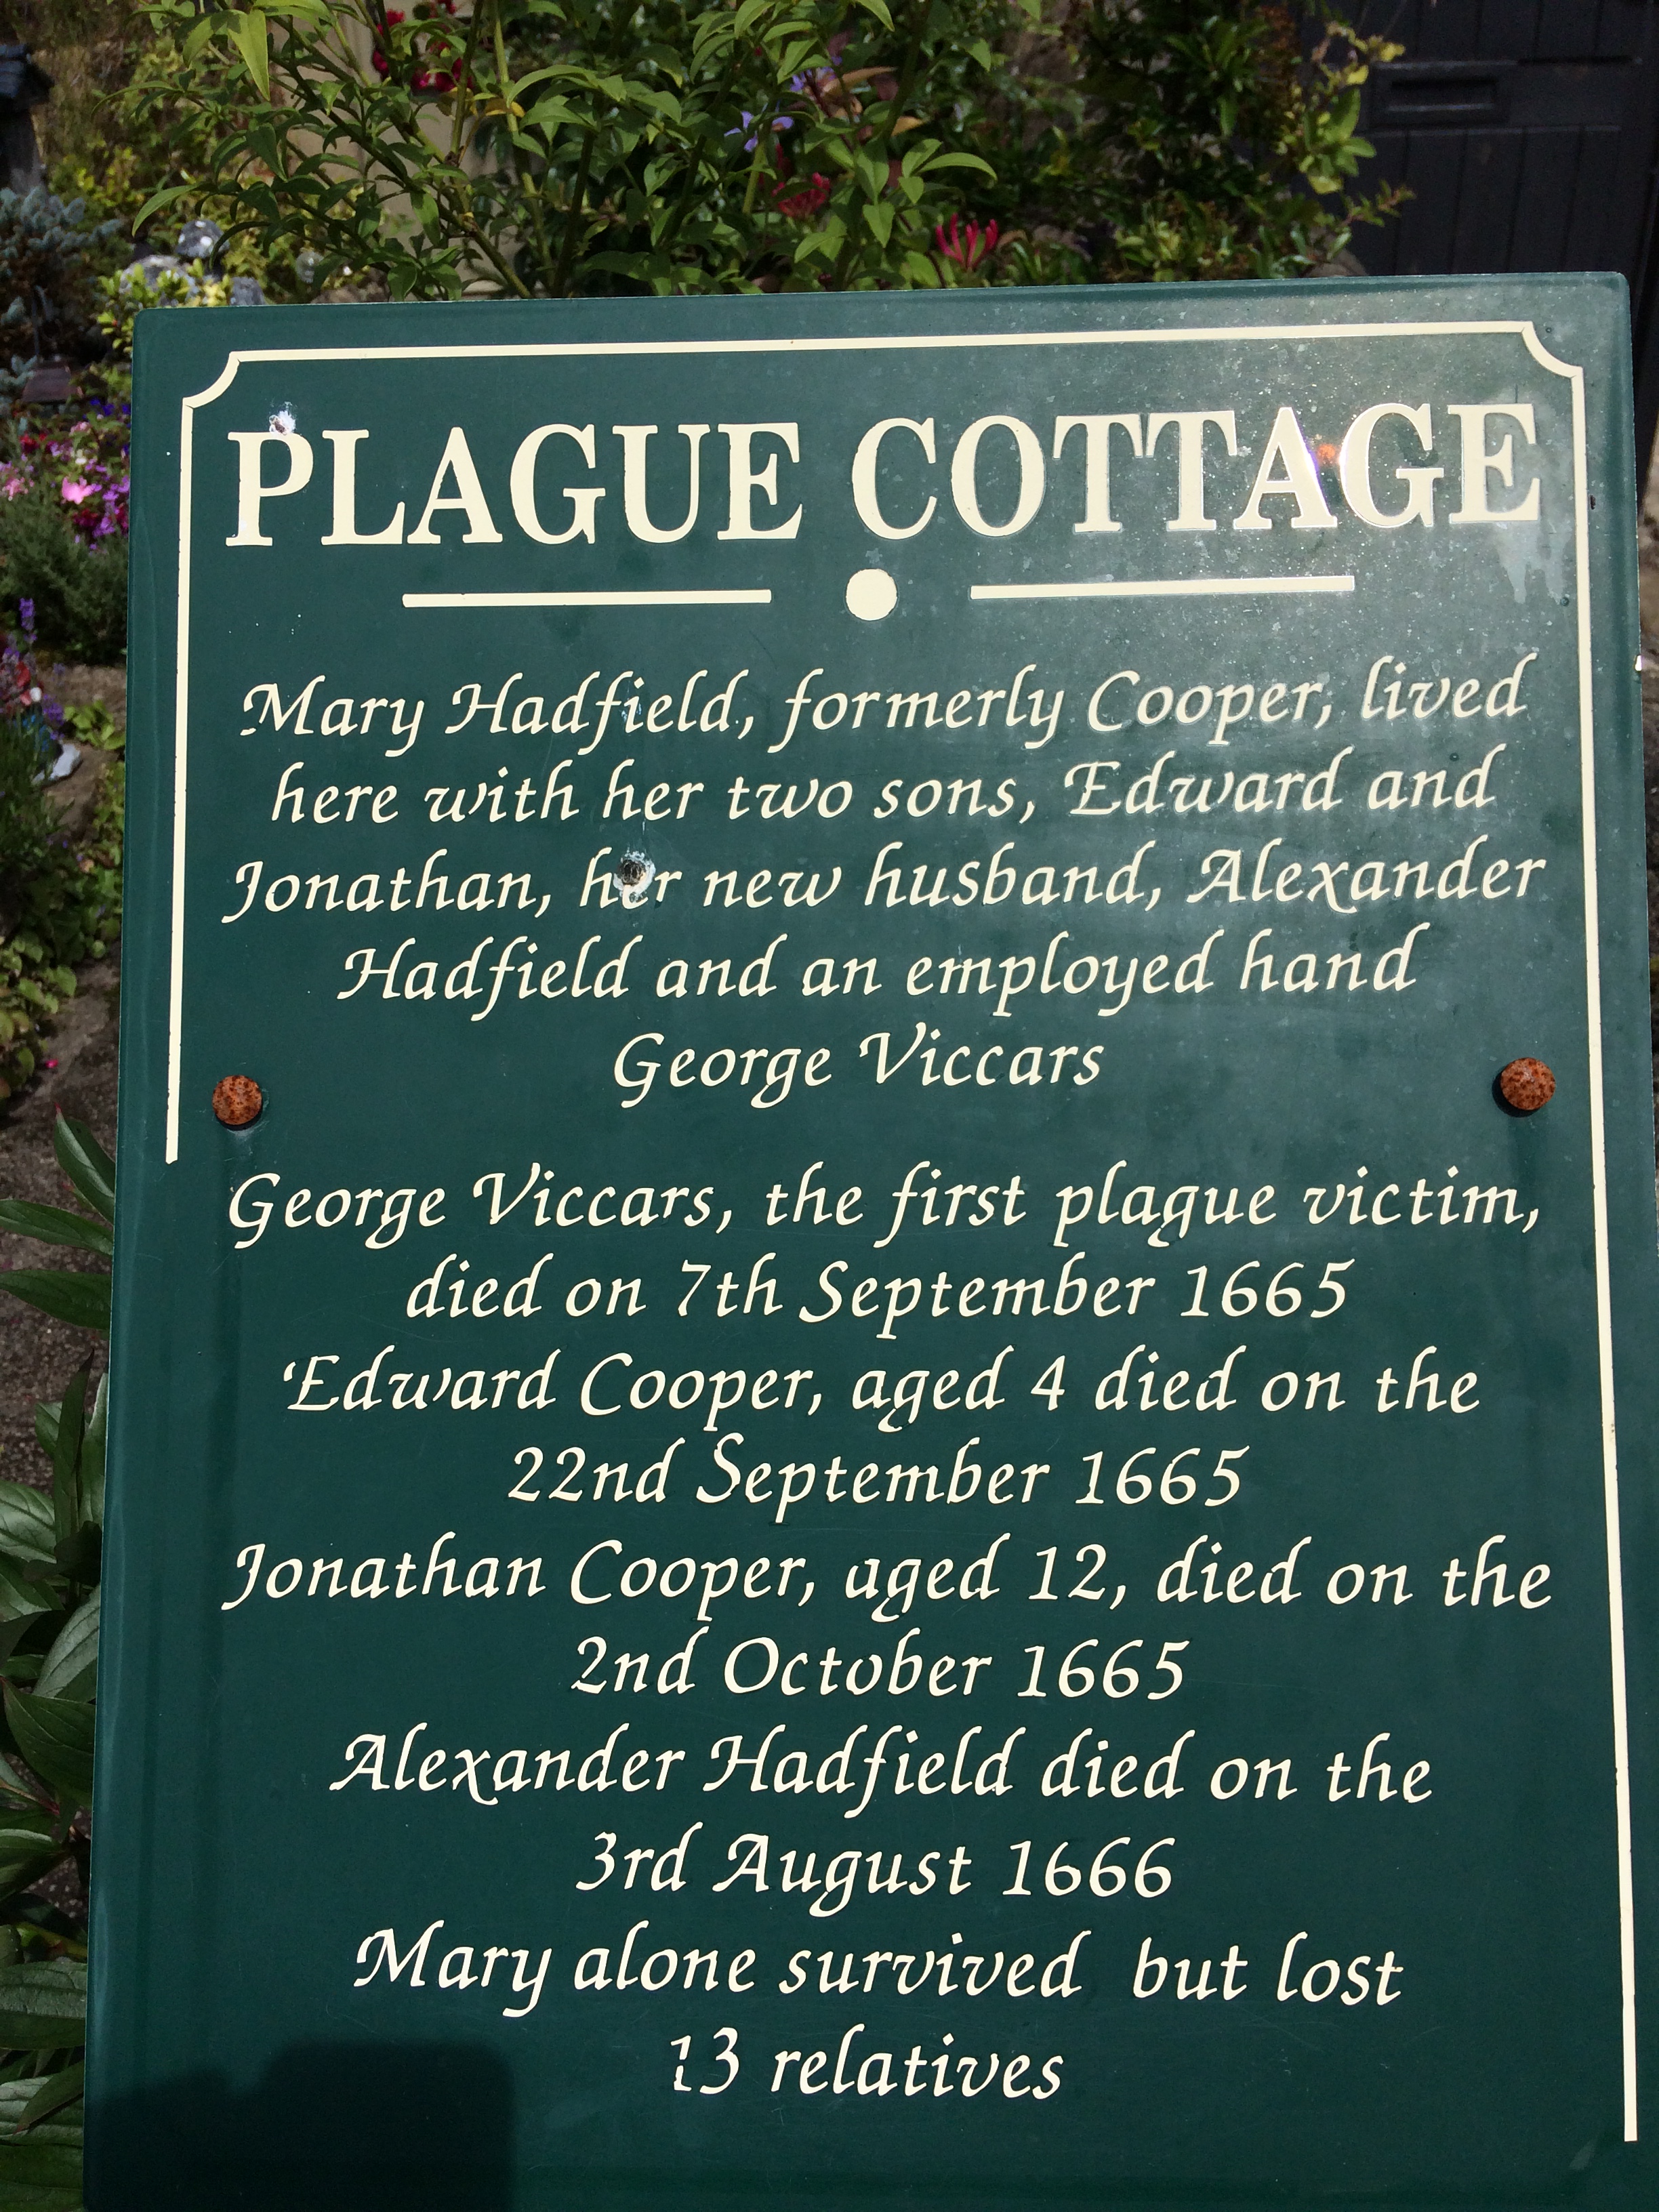 PLAGUE COTTAGE
Mary Hadfield, formerly Cooper, lived
here with her two sons, Edward and
Jonathan, her new husband, Alexander
Hadfield and an employed hand
George Viccars
George Viccars, the first plague victim,
died on 7th September 1665
Edward Cooper, aged 4 died on the
22nd September 1665
Jonathan Cooper, aged 12, died on the
2nd October 1665
Alexander Hadfield died on the
3rd August 1666
Mary alone survived but lost
13 relatives